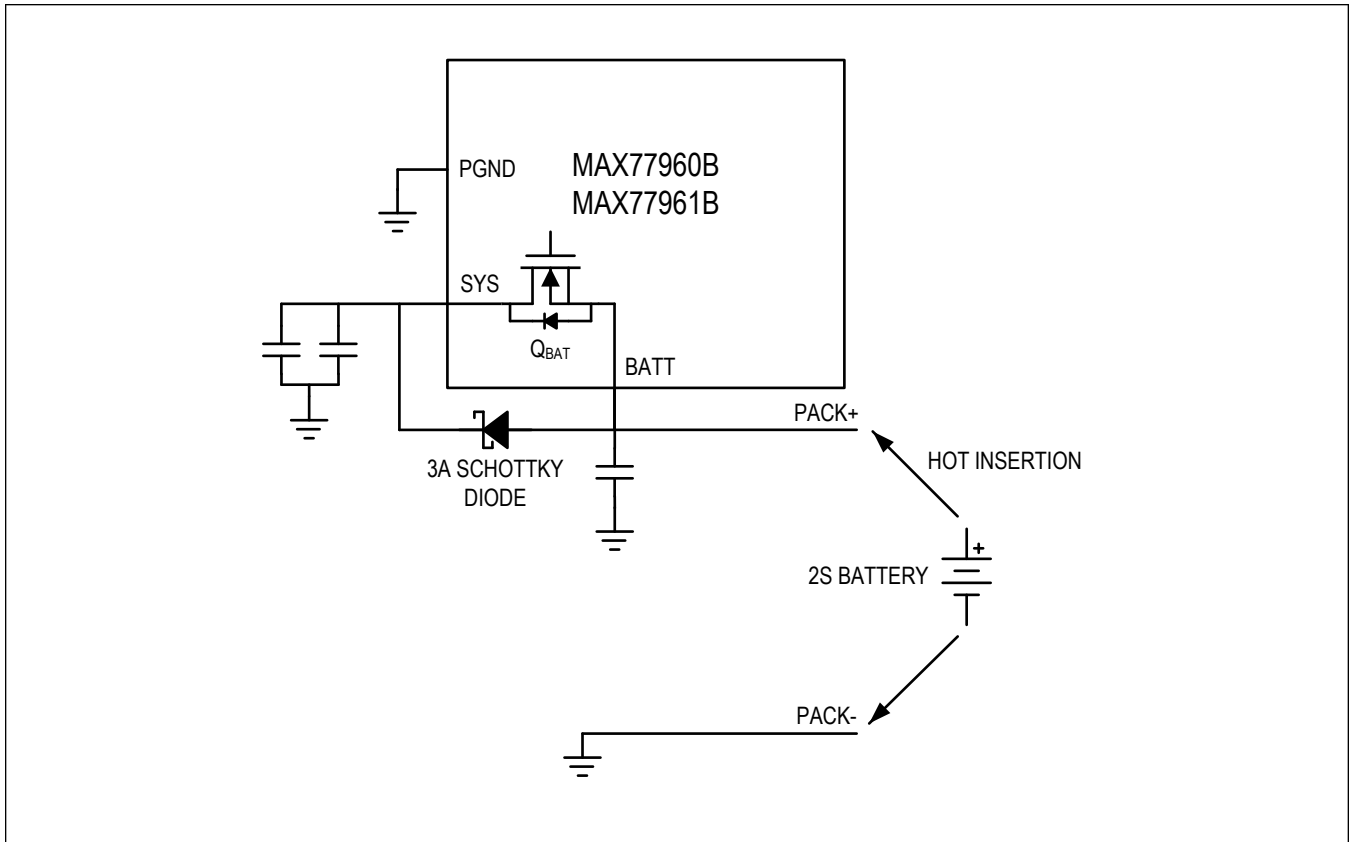 MAX77960B
MAX77961B
PGND
SYS
QBAT
BATT
PACK+
3A SCHOTTKY
DIODE
HOT INSERTION
+
2S BATTERY
PACK-